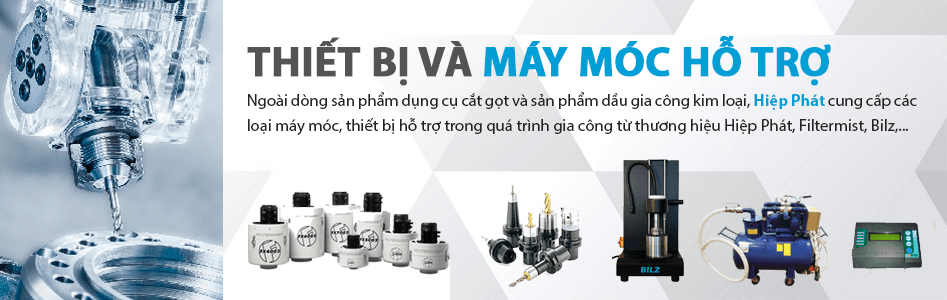 THIẾT BỊ VÀ MÁY MÓC HỖ TRỢ
Ngoài dòng sản phẩm dụng cụ cắt gọt và sản phẩm dầu gia công kim loại, Hiệp Phát cung cấp các
loại máy móc, thiết bị hỗ trợ trong quá trình gia công từ thương hiệu Hiệp Phát, Filtermist, Bilz,...
BILZ